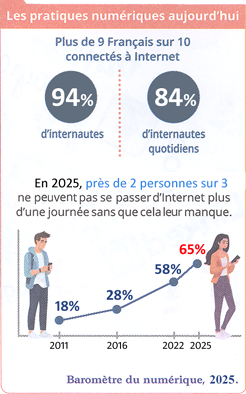 Les pratiques numériques aujourd'hui
Plus de 9 Français sur 10
connectés à Internet
94%
84%
d'internautes
d'internautes
quotidiens
En 2025, près de 2 personnes sur 3
ne peuvent pas se passer d'Internet plus
d'une journée sans que cela leur manque.
18%
28%
58%
65%
2011
2016
2022
2025
Baromètre du numérique, 2025.